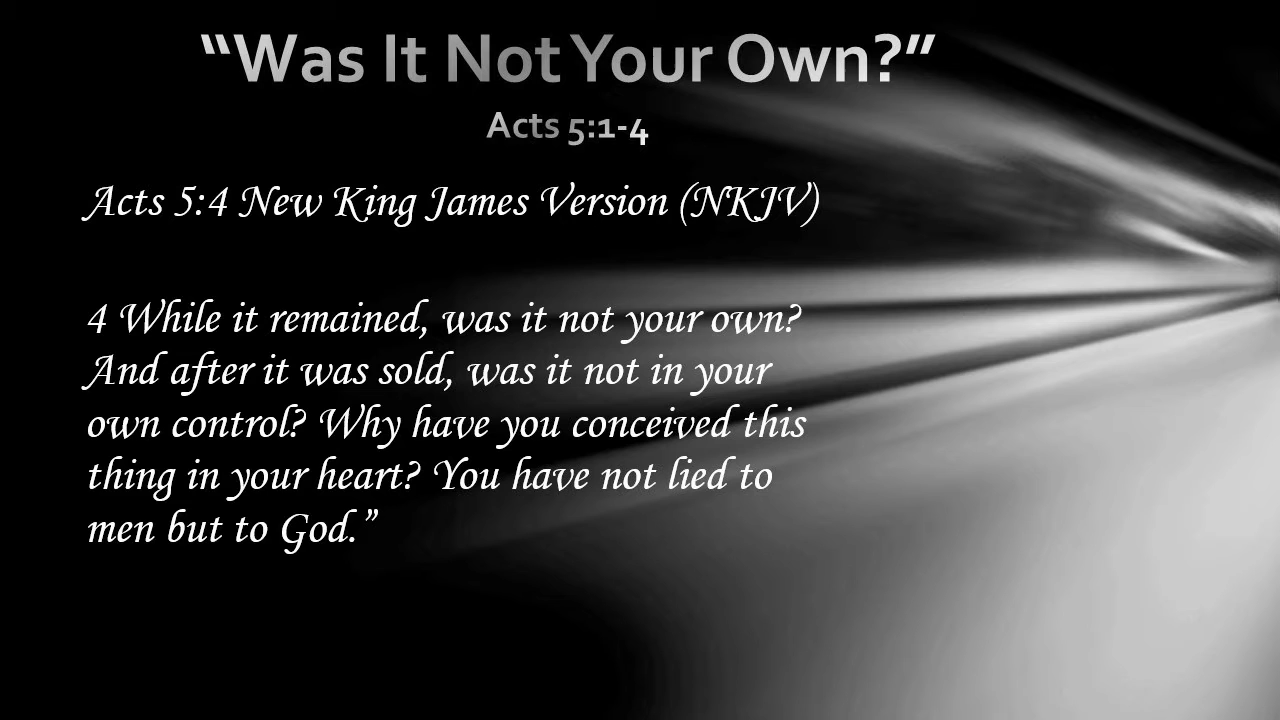 “Was It Not Your Own?”
Acts 5:1-4
Acts 5:4 New King James Version (NKJV)
4 While it remained, was it not your own?
And after it was sold, was it not in your
own control? Why have you conceived this
thing in your heart? You have not lied to
men but to God.”